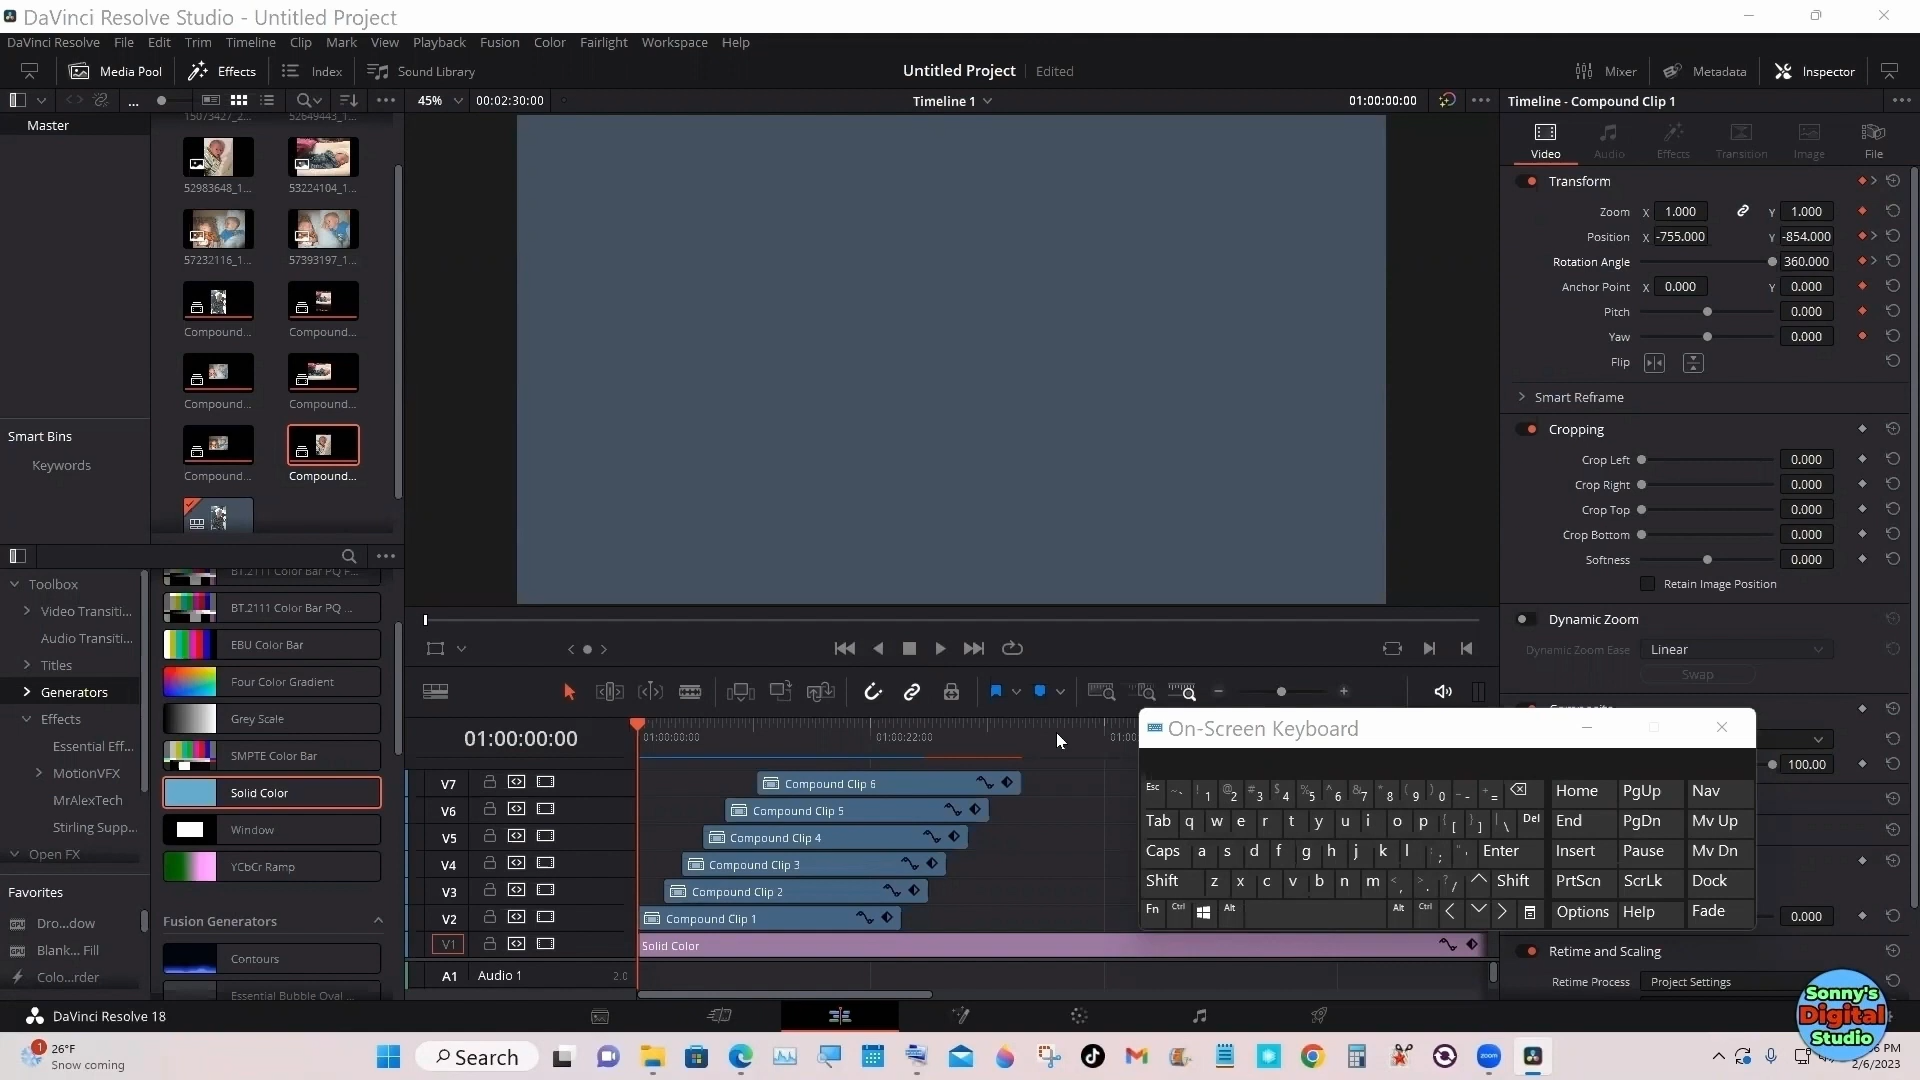 DaVinci Resolve Studio - Untitled Project
DaVinci Resolve File Edit Trim Timeline Clip Mark View Playback Fusion Color Fairlight Workspace Help
Media Pool Effects Index Sound Library Untitled Project Edited Mixer Metadata Inspector
... 45% 00:02:30:00 Timeline 1 01:00:00:00 Timeline - Compound Clip 1
Master
15073427_2... 52649443_1...
52983648_1... 53224104_1...
57232116_1... 57393197_1...
Compound... Compound...
Compound... Compound...
Compound... Compound...
Smart Bins
Keywords
Video Audio Effects Transition Image File
Transform
Zoom X 1.000 Y 1.000
Position X -755.000 Y -854.000
Rotation Angle 360.000
Anchor Point X 0.000 Y 0.000
Pitch 0.000
Yaw 0.000
Flip
Smart Reframe
Cropping
Crop Left 0.000
Crop Right 0.000
Crop Top 0.000
Crop Bottom 0.000
Softness 0.000
Retain Image Position
Dynamic Zoom
Dynamic Zoom Ease Linear
Swap
100.00
0.000
Retime and Scaling
Retime Process Project Settings
Toolbox
Video Transiti...
Audio Transiti...
Titles
Generators
Effects
Essential Eff...
MotionVFX
MrAlexTech
Stirling Supp...
Open FX
Favorites
Dro...dow
Blank... Fill
Colo...rder
BT.2111 Color Bar PQ F...
BT.2111 Color Bar PQ ...
EBU Color Bar
Four Color Gradient
Grey Scale
SMPTE Color Bar
Solid Color
Window
YCbCr Ramp
Fusion Generators
Contours
Essential Bubble Oval ...
01:00:00:00 01:00:00:00 01:00:22:00
V7 Compound Clip 6
V6 Compound Clip 5
V5 Compound Clip 4
V4 Compound Clip 3
V3 Compound Clip 2
V2 Compound Clip 1
V1 Solid Color
A1 Audio 1 2.0
On-Screen Keyboard
Esc ~ ` ! 1 @ 2 # 3 $ 4 % 5 ^ 6 & 7 * 8 ( 9 ) 0 _ - + = Home PgUp Nav
Tab q w e r t y u i o p { [ } ] | \ Del End PgDn Mv Up
Caps a s d f g h j k l : ; " ' Enter Insert Pause Mv Dn
Shift z x c v b n m < , > . ? / Shift PrtScn ScrLk Dock
Fn Ctrl Alt Alt Ctrl Options Help Fade
DaVinci Resolve 18
Sonny's
Digital
Studio
1 26°F
Snow coming
Search
zoom
PM
2/6/2023